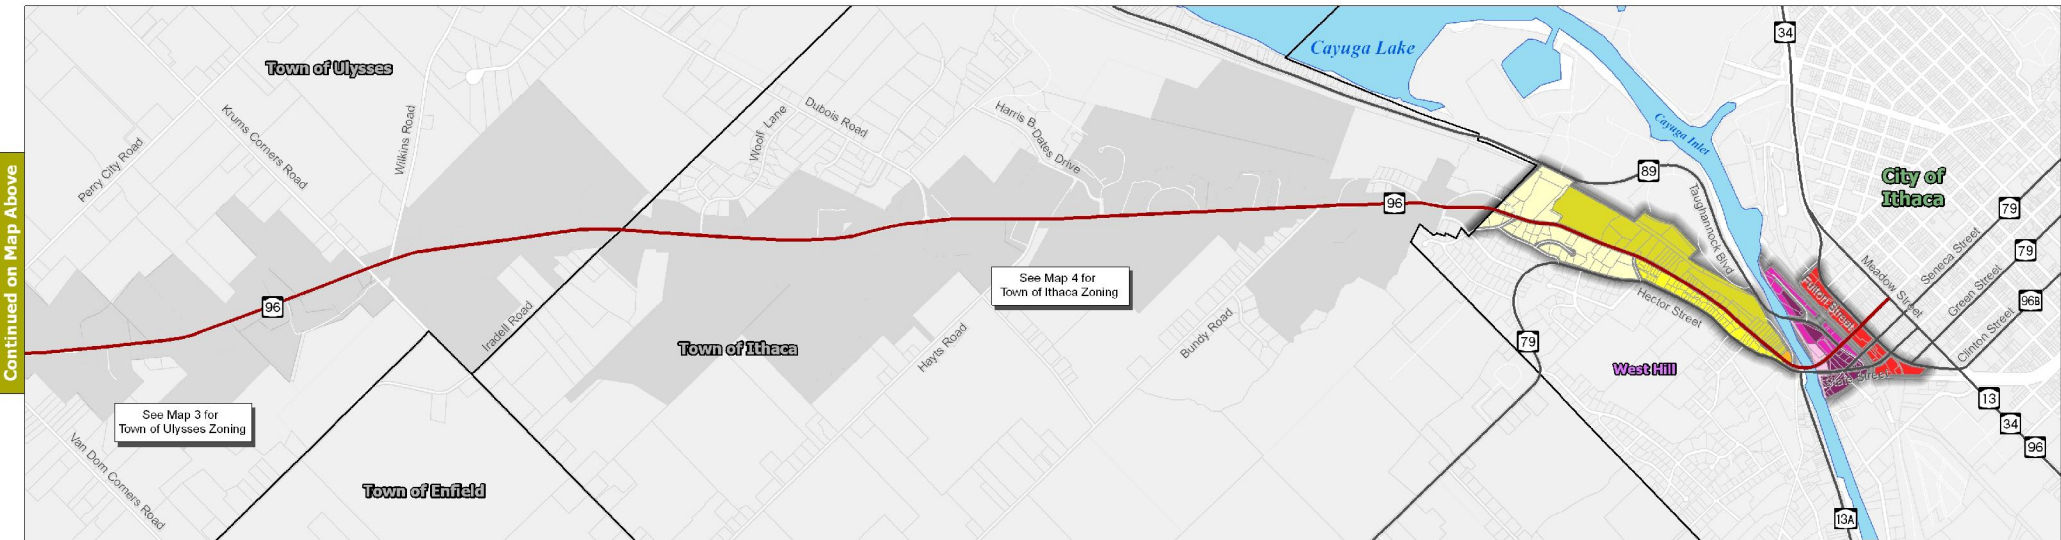 Continued on Map Above
Town of Ulysses
Perry City Road
Krums Corners Road
Wilkins Road
96
See Map 3 for
Town of Ulysses Zoning
Van Dorn Corners Road
Town of Enfield
Iradell Road
Woolf Lane
Dubois Road
Harris B. Dates Drive
Town of Ithaca
See Map 4 for
Town of Ithaca Zoning
Hayts Road
Bundy Road
96
Cayuga Lake
Cayuga Inlet
34
89
Taughannock Blvd
City of
Ithaca
79
79
96B
Meadow Street
Seneca Street
Green Street
Clinton Street
Fulton Street
State Street
Hector Street
79
West Hill
13
34
96
13A